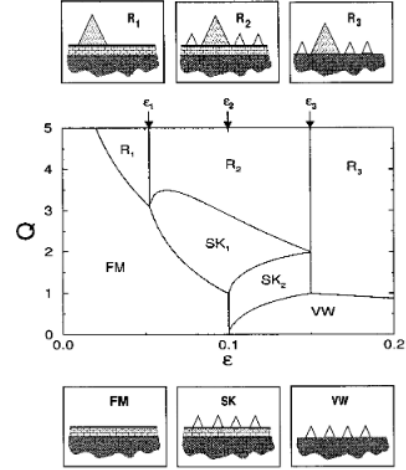 R₁ R₂ R₃
ε₁ ε₂ ε₃
5
4
3
2
1
0
Q
R₁
R₂
R₃
SK₁
FM
SK₂
VW
0.0 0.1 0.2
ε
FM SK VW